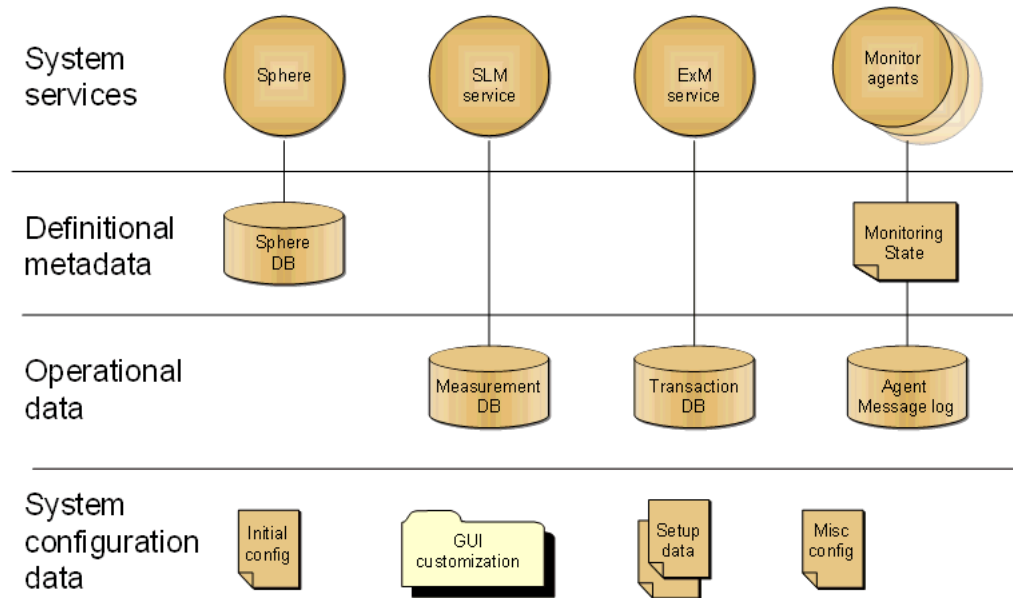 System
services
Sphere
SLM
service
ExM
service
Monitor
agents
Definitional
metadata
Sphere
DB
Monitoring
State
Operational
data
Measurement
DB
Transaction
DB
Agent
Message log
System
configuration
data
Initial
config
GUI
customization
Setup
data
Misc
config